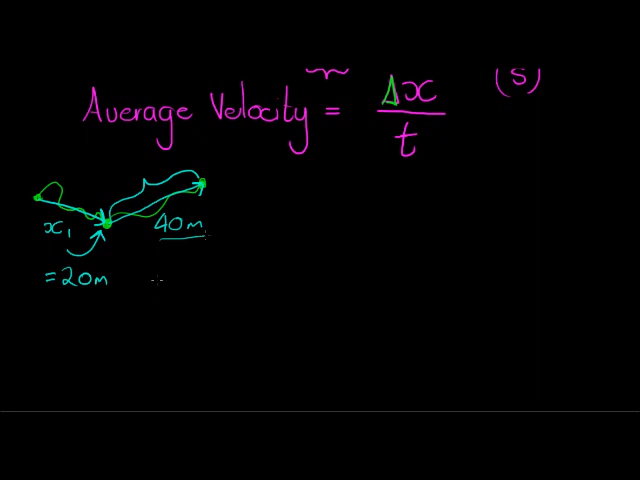 (s)
Average Velocity = Δx
t
x₁ 40m
= 20m